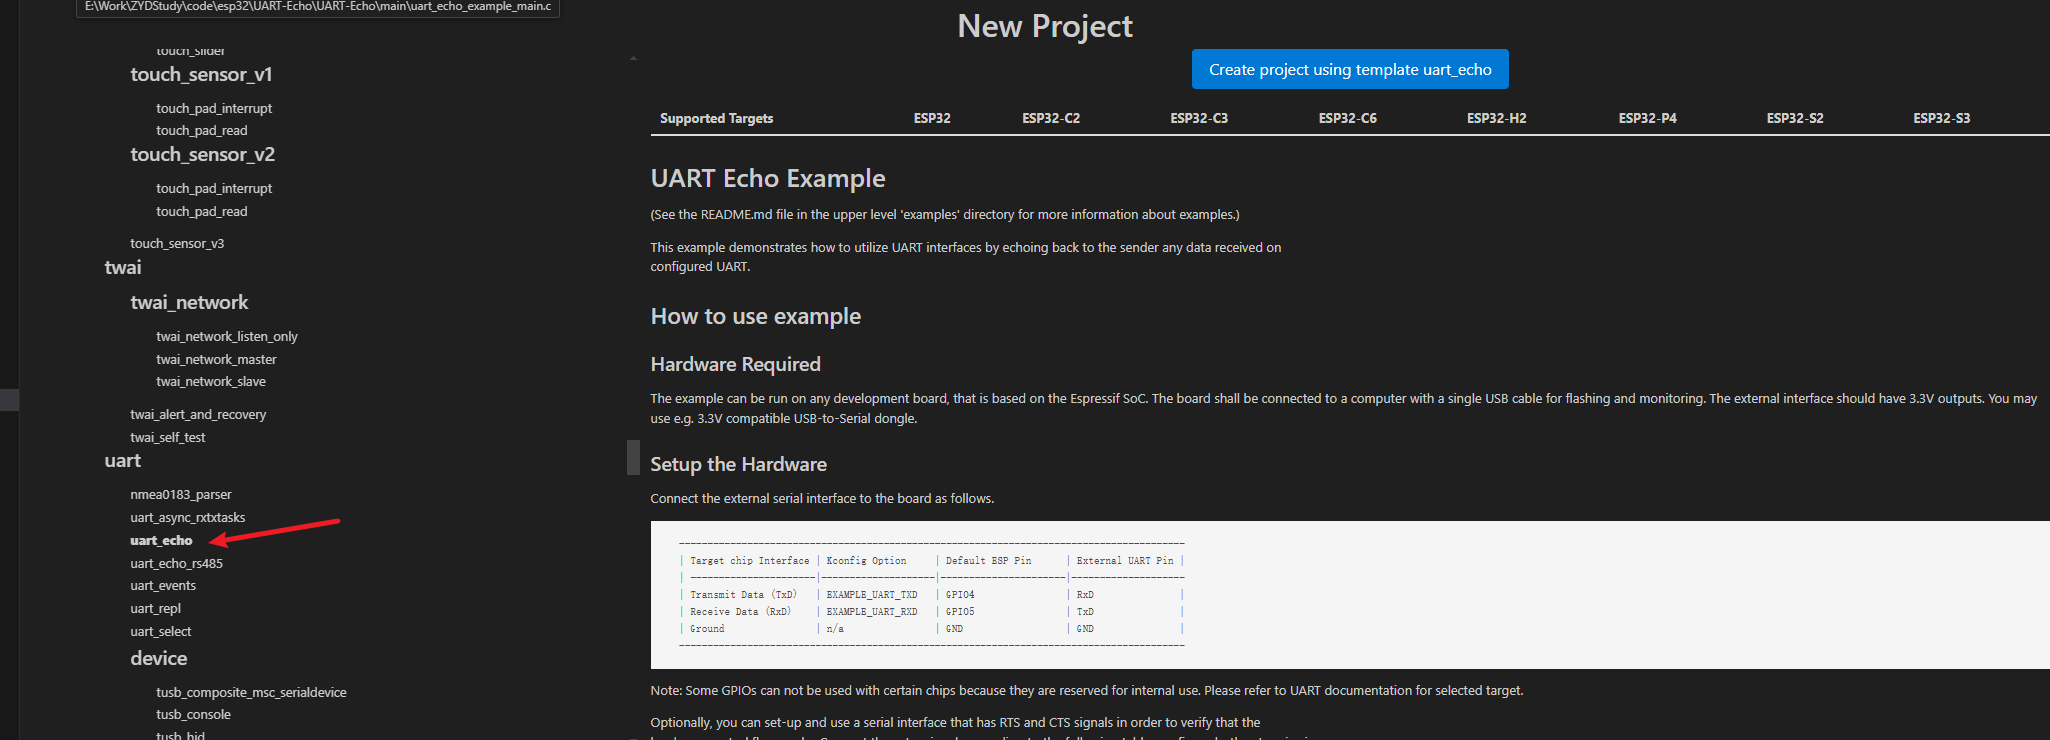 E:\Work\ZYDStudy\code\esp32\UART-Echo\UART-Echo\main\uart_echo_example_main.c
touch_slider
touch_sensor_v1
touch_pad_interrupt
touch_pad_read
touch_sensor_v2
touch_pad_interrupt
touch_pad_read
touch_sensor_v3
twai
twai_network
twai_network_listen_only
twai_network_master
twai_network_slave
twai_alert_and_recovery
twai_self_test
uart
nmea0183_parser
uart_async_rxtxtasks
uart_echo
uart_echo_rs485
uart_events
uart_repl
uart_select
device
tusb_composite_msc_serialdevice
tusb_console
tusb_hid
New Project
Create project using template uart_echo
Supported Targets ESP32 ESP32-C2 ESP32-C3 ESP32-C6 ESP32-H2 ESP32-P4 ESP32-S2 ESP32-S3
UART Echo Example
(See the README.md file in the upper level 'examples' directory for more information about examples.)
This example demonstrates how to utilize UART interfaces by echoing back to the sender any data received on
configured UART.
How to use example
Hardware Required
The example can be run on any development board, that is based on the Espressif SoC. The board shall be connected to a computer with a single USB cable for flashing and monitoring. The external interface should have 3.3V outputs. You may
use e.g. 3.3V compatible USB-to-Serial dongle.
Setup the Hardware
Connect the external serial interface to the board as follows.
| Target chip Interface | Kconfig Option | Default ESP Pin | External UART Pin |
| Transmit Data (TxD) | EXAMPLE_UART_TXD | GPIO4 | RxD |
| Receive Data (RxD) | EXAMPLE_UART_RXD | GPIO5 | TxD |
| Ground | n/a | GND | GND |
Note: Some GPIOs can not be used with certain chips because they are reserved for internal use. Please refer to UART documentation for selected target.
Optionally, you can set-up and use a serial interface that has RTS and CTS signals in order to verify that the